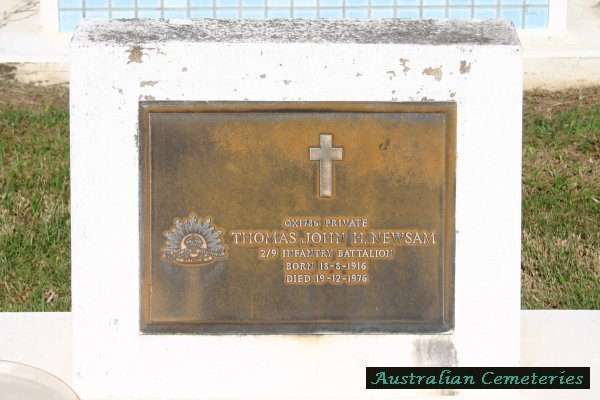 QX1786 PRIVATE
THOMAS JOHN H. NEWSAM
2/9 INFANTRY BATTALION
BORN 18-8-1916
DIED 19-12-1976
Australian Cemeteries